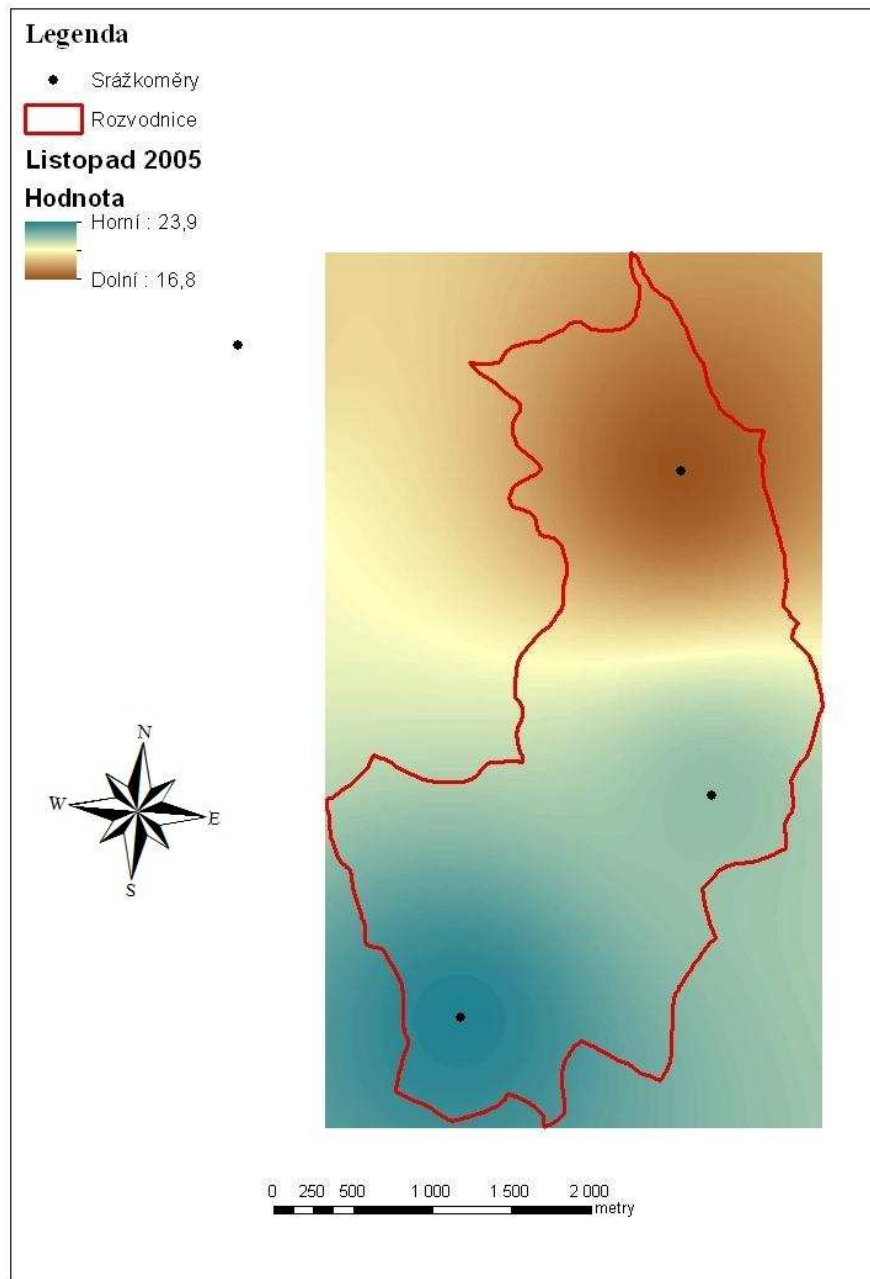 Legenda
Srážkoměry
Rozvodnice
Listopad 2005
Hodnota
Horní : 23,9
Dolní : 16,8
N
W
E
S
0 250 500 1 000 1 500 2 000
metry